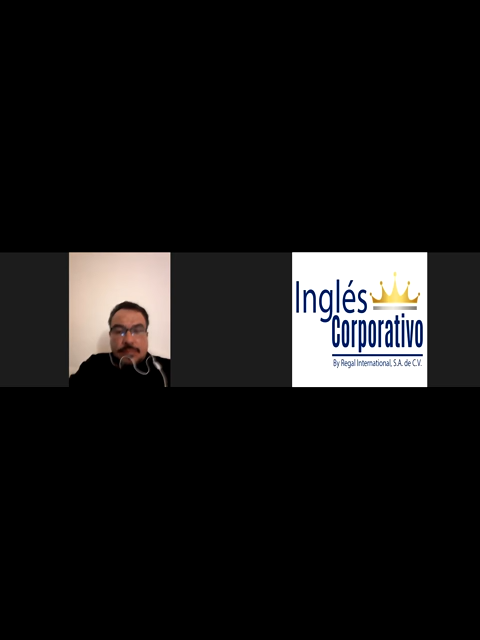 Inglés
Corporativo
By Regal International, S.A. de C.V.